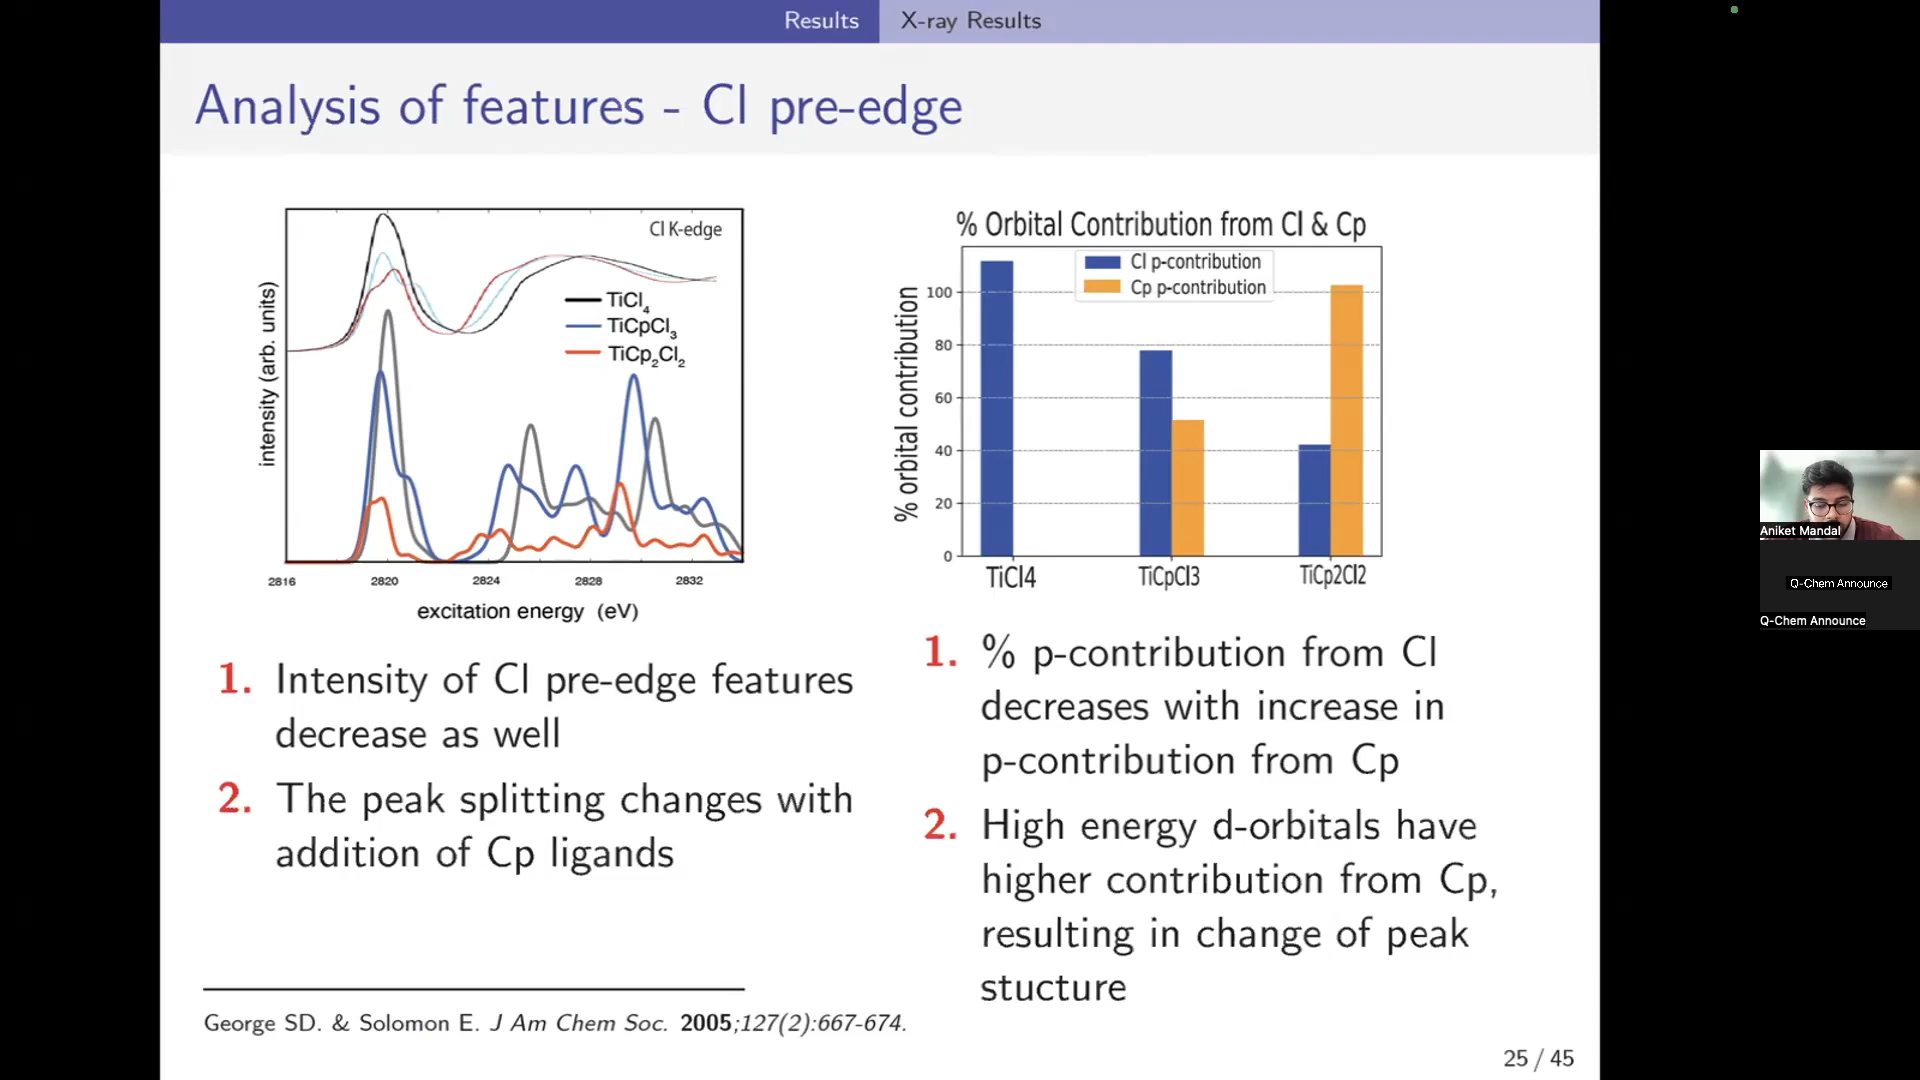 Results
X-ray Results
Analysis of features - Cl pre-edge
Cl K-edge
TiCl4
TiCpCl3
TiCp2Cl2
intensity (arb. units)
2816 2820 2824 2828 2832
excitation energy (eV)
1. Intensity of Cl pre-edge features
decrease as well
2. The peak splitting changes with
addition of Cp ligands
% Orbital Contribution from Cl & Cp
Cl p-contribution
Cp p-contribution
% orbital contribution
100
80
60
40
20
0
TiCl4 TiCpCl3 TiCp2Cl2
1. % p-contribution from Cl
decreases with increase in
p-contribution from Cp
2. High energy d-orbitals have
higher contribution from Cp,
resulting in change of peak
stucture
George SD. & Solomon E. J Am Chem Soc. 2005;127(2):667-674.
25 / 45
Aniket Mandal
Q-Chem Announce
Q-Chem Announce